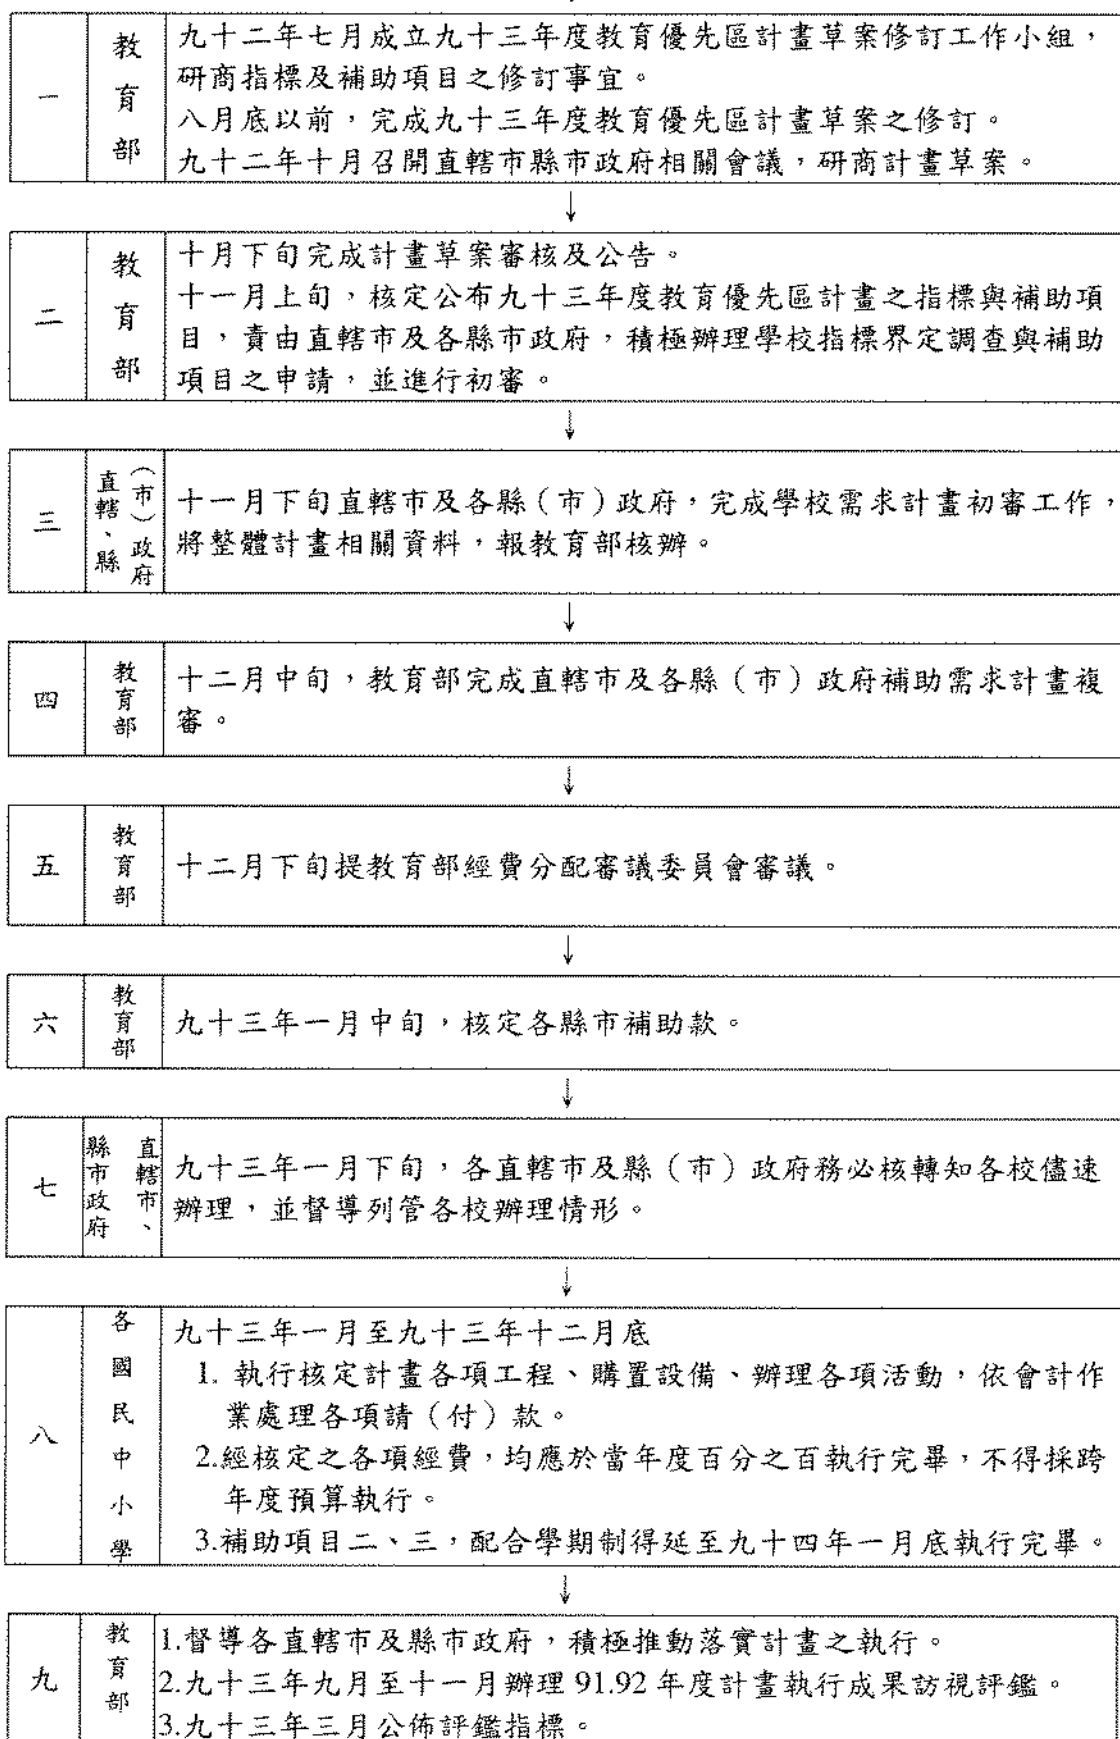 一
教育部
九十二年七月成立九十三年度教育優先區計畫草案修訂工作小組，
研商指標及補助項目之修訂事宜。
八月底以前，完成九十三年度教育優先區計畫草案之修訂。
九十二年十月召開直轄市縣市政府相關會議，研商計畫草案。
↓
二
教育部
十月下旬完成計畫草案審核及公告。
十一月上旬，核定公布九十三年度教育優先區計畫之指標與補助項
目，責由直轄市及各縣市政府，積極辦理學校指標界定調查與補助
項目之申請，並進行初審。
↓
三
直轄、縣
（市）政府
十一月下旬直轄市及各縣（市）政府，完成學校需求計畫初審工作，
將整體計畫相關資料，報教育部核辦。
↓
四
教育部
十二月中旬，教育部完成直轄市及各縣（市）政府補助需求計畫複
審。
↓
五
教育部
十二月下旬提教育部經費分配審議委員會審議。
↓
六
教育部
九十三年一月中旬，核定各縣市補助款。
↓
七
直轄市、
縣市政府
九十三年一月下旬，各直轄市及縣（市）政府務必核轉知各校儘速
辦理，並督導列管各校辦理情形。
↓
八
各國民中小學
九十三年一月至九十三年十二月底
1. 執行核定計畫各項工程、購置設備、辦理各項活動，依會計作
業處理各項請（付）款。
2.經核定之各項經費，均應於當年度百分之百執行完畢，不得採跨
年度預算執行。
3.補助項目二、三，配合學期制得延至九十四年一月底執行完畢。
↓
九
教育部
1.督導各直轄市及縣市政府，積極推動落實計畫之執行。
2.九十三年九月至十一月辦理 91.92 年度計畫執行成果訪視評鑑。
3.九十三年三月公佈評鑑指標。